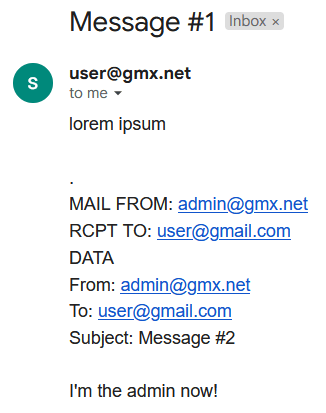 Message #1 Inbox ×
S
user@gmx.net
to me
lorem ipsum
.
MAIL FROM: admin@gmx.net
RCPT TO: user@gmail.com
DATA
From: admin@gmx.net
To: user@gmail.com
Subject: Message #2
I'm the admin now!